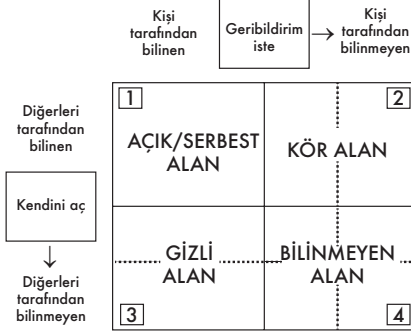 Kişi
tarafından
bilinen
Geribildirim
iste
Kişi
tarafından
bilinmeyen
Diğerleri
tarafından
bilinen
Kendini aç
Diğerleri
tarafından
bilinmeyen
1
AÇIK/SERBEST
ALAN
2
KÖR ALAN
GİZLİ
ALAN
3
BİLİNMEYEN
ALAN
4